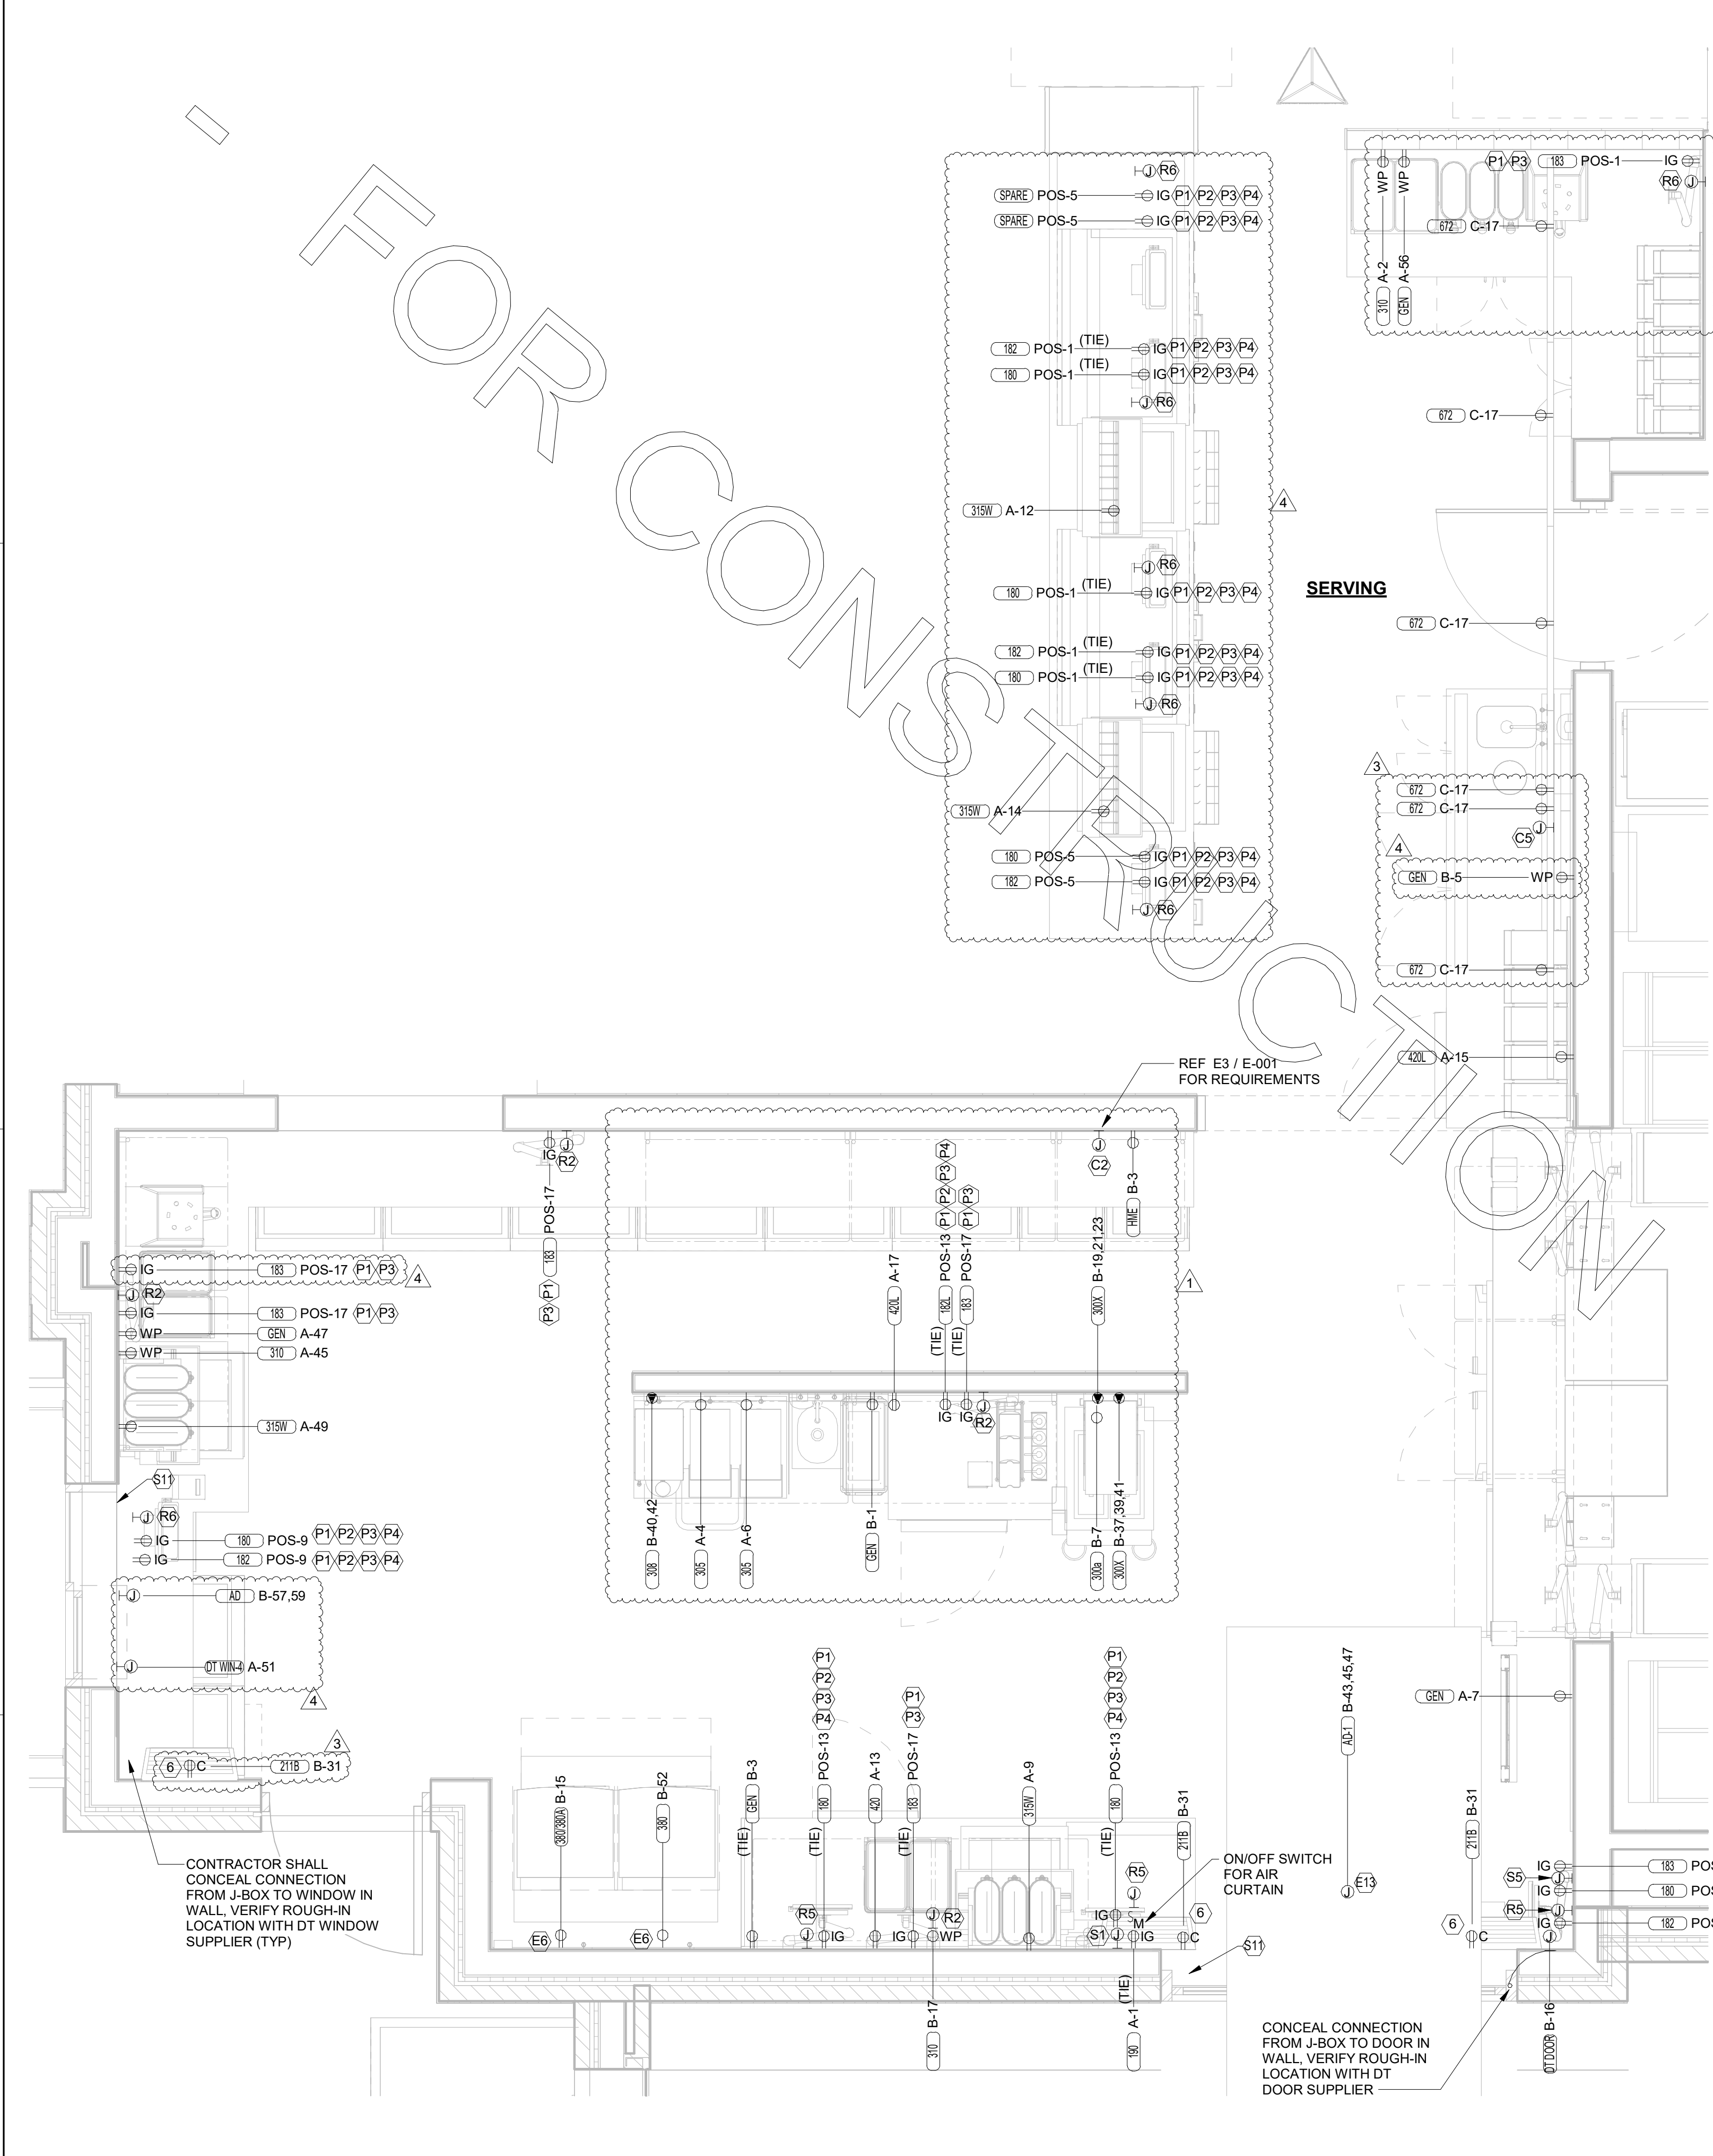 FOR CONSTRUCTION
R6
SPARE POS-5 IG P1 P2 P3 P4
SPARE POS-5 IG P1 P2 P3 P4
182 POS-1 (TIE) IG P1 P2 P3 P4
180 POS-1 (TIE) IG P1 P2 P3 P4
J R6
315W A-12
4
J R6
180 POS-1 (TIE) IG P1 P2 P3 P4
182 POS-1 (TIE) IG P1 P2 P3 P4
180 POS-1 (TIE) IG P1 P2 P3 P4
J R6
315W A-14
180 POS-5 IG P1 P2 P3 P4
182 POS-5 IG P1 P2 P3 P4
J R6
P1 P3 183 POS-1 IG
R6 J
WP
WP
310 A-2
GEN A-56
672 C-17
672 C-17
SERVING
672 C-17
3
672 C-17
672 C-17
C5 J
4
GEN B-5 WP
672 C-17
420L A-15
REF E3 / E-001
FOR REQUIREMENTS
IG J R2
P3 P1 183 POS-17
J C2
HME B-3
(TIE) 182L POS-13 P1 P2 P3 P4
(TIE) 183 POS-17 P1 P3
420L A-17
300X B-19,21,23
1
IG IG J R2
IG 183 POS-17 P1 P3
4
J R2
IG 183 POS-17 P1 P3
WP GEN A-47
WP 310 A-45
315W A-49
S11
J R6
IG 180 POS-9 P1 P2 P3 P4
IG 182 POS-9 P1 P2 P3 P4
J AD B-57,59
J DT WIN-4 A-51
4
3
6 C 211B B-31
308 B-40,42
305 A-4
305 A-6
GEN B-1
300a B-7
300X B-37,39,41
P1
P2
P3
P4
P1
P3
P1
P2
P3
P4
380/380A B-15
380 B-52
(TIE) GEN B-3
(TIE) 180 POS-13
420 A-13
(TIE) 183 POS-17
315W A-9
(TIE) 180 POS-13
211B B-31
AD-1 B-43,45,47
J E13
GEN A-7
211B B-31
E6
E6
R5
J IG
IG WP
J R2
R5
J
IG M
S1 J IG
C
6
S11
6 C
310 B-17
190 A-1 (TIE)
ON/OFF SWITCH
FOR AIR
CURTAIN
IG 183
S5 J
IG 180
R5 J
IG 182
J
DT DOOR B-16
CONTRACTOR SHALL
CONCEAL CONNECTION
FROM J-BOX TO WINDOW IN
WALL, VERIFY ROUGH-IN
LOCATION WITH DT WINDOW
SUPPLIER (TYP)
CONCEAL CONNECTION
FROM J-BOX TO DOOR IN
WALL, VERIFY ROUGH-IN
LOCATION WITH DT
DOOR SUPPLIER